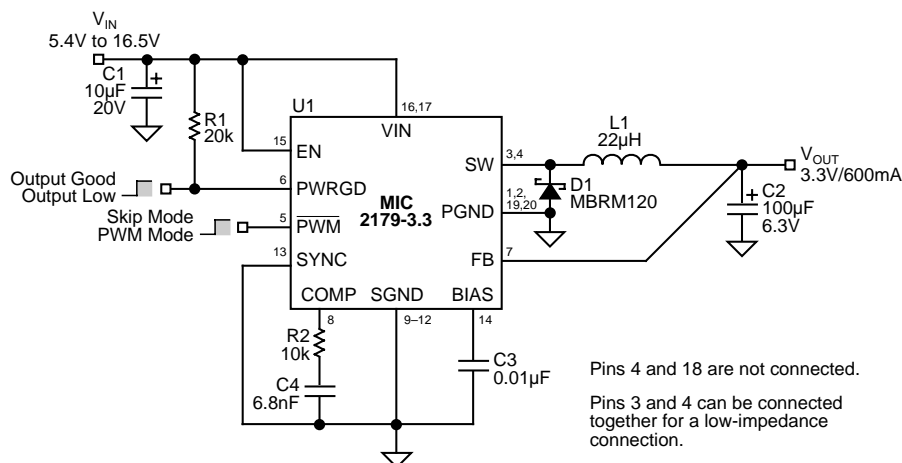 VIN
5.4V to 16.5V
C1
10µF
20V
R1
20k
U1
16,17
VIN
15
EN
Output Good
Output Low
6
PWRGD
Skip Mode
PWM Mode
5
PWM
13
SYNC
MIC
2179-3.3
SW
3,4
PGND
1,2,
19,20
FB
7
COMP
SGND
BIAS
8
9–12
14
L1
22µH
D1
MBRM120
VOUT
3.3V/600mA
C2
100µF
6.3V
R2
10k
C4
6.8nF
C3
0.01µF
Pins 4 and 18 are not connected.
Pins 3 and 4 can be connected
together for a low-impedance
connection.